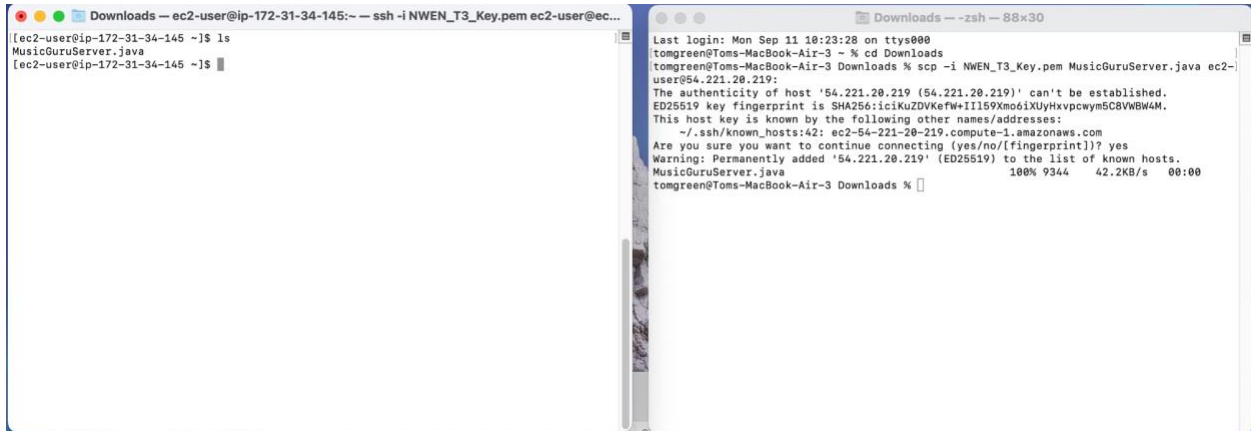 Downloads — ec2-user@ip-172-31-34-145:~ — ssh -i NWEN_T3_Key.pem ec2-user@ec...
[ec2-user@ip-172-31-34-145 ~]$ ls
MusicGuruServer.java
[ec2-user@ip-172-31-34-145 ~]$
Downloads — -zsh — 88×30
Last login: Mon Sep 11 10:23:28 on ttys000
tomgreen@Toms-MacBook-Air-3 ~ % cd Downloads
tomgreen@Toms-MacBook-Air-3 Downloads % scp -i NWEN_T3_Key.pem MusicGuruServer.java ec2-
user@54.221.20.219:
The authenticity of host '54.221.20.219 (54.221.20.219)' can't be established.
ED25519 key fingerprint is SHA256:iciKuZDVKefW+IIl59Xmo6iXUyHxvpcwym5C8VWBW4M.
This host key is known by the following other names/addresses:
~/.ssh/known_hosts:42: ec2-54-221-20-219.compute-1.amazonaws.com
Are you sure you want to continue connecting (yes/no/[fingerprint])? yes
Warning: Permanently added '54.221.20.219' (ED25519) to the list of known hosts.
MusicGuruServer.java 100% 9344 42.2KB/s 00:00
tomgreen@Toms-MacBook-Air-3 Downloads %